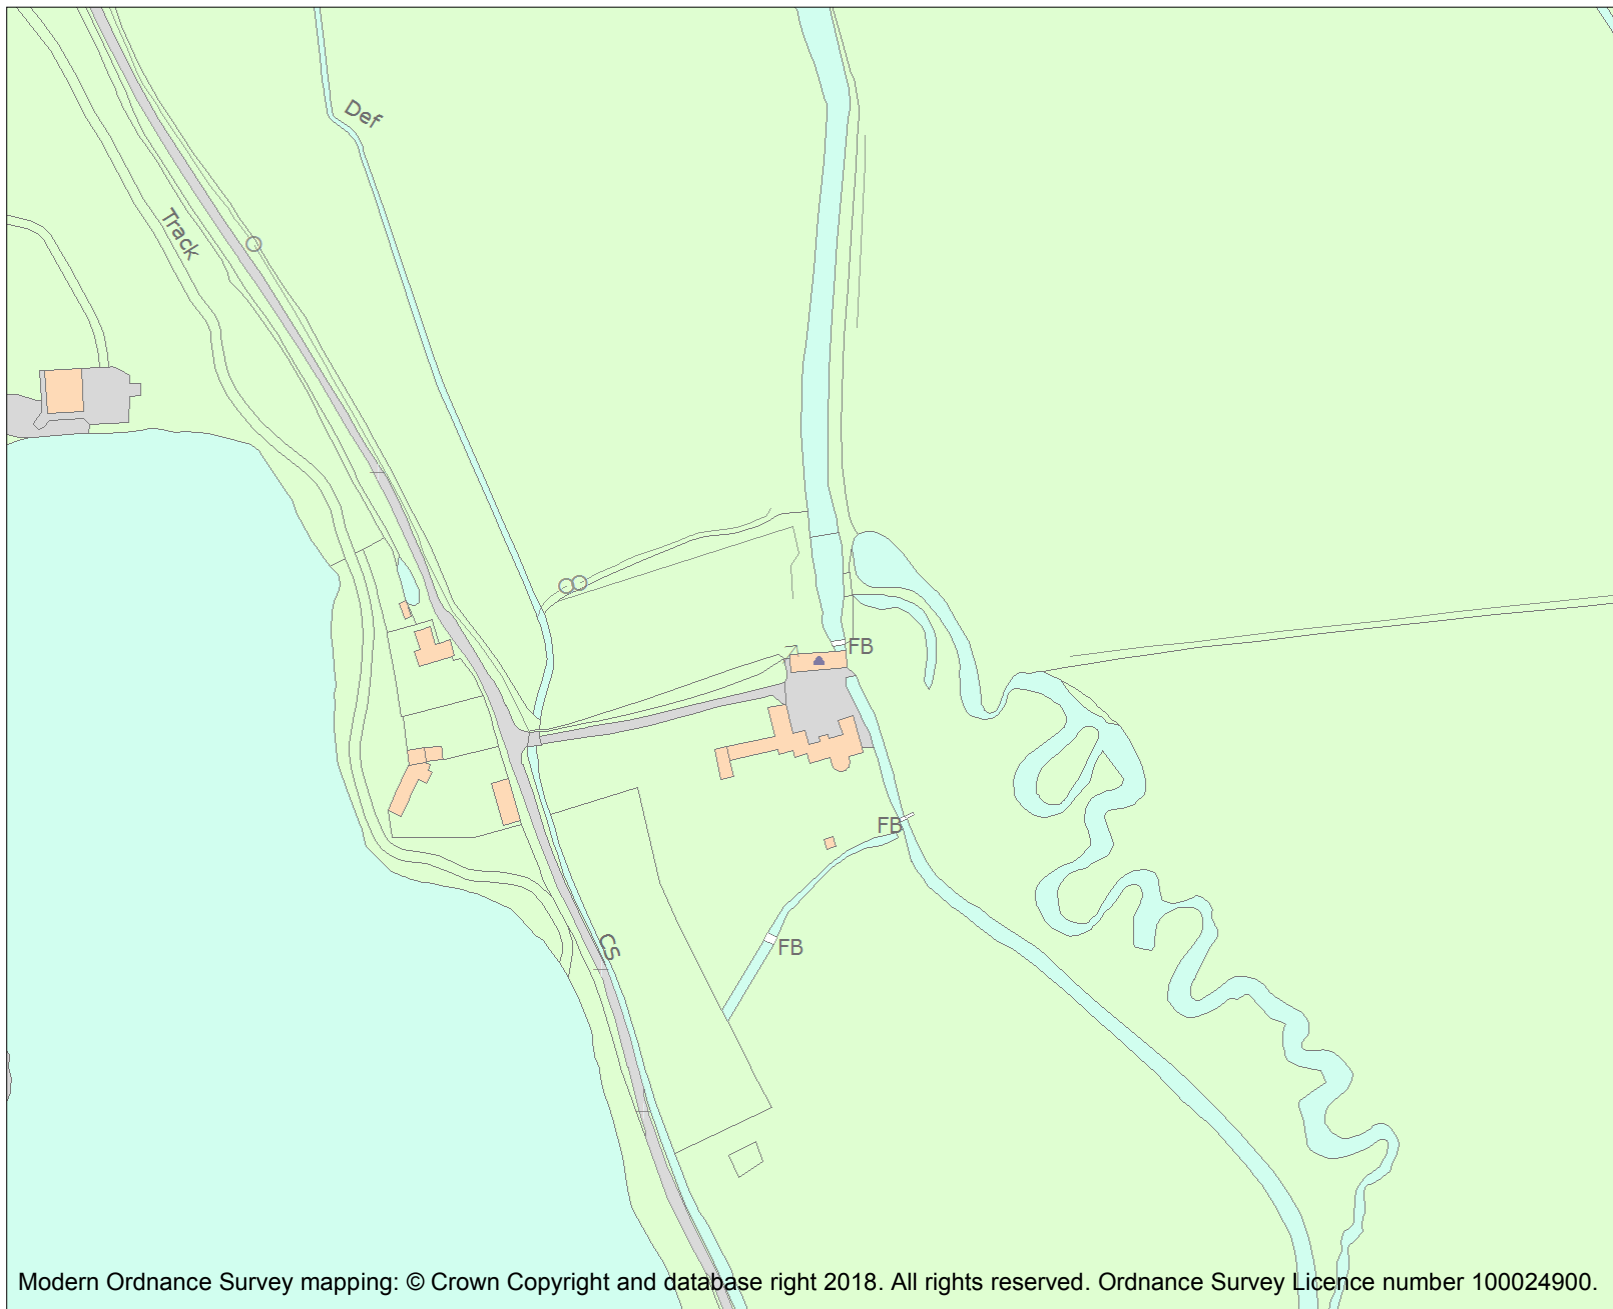 Def
Track
FB
FB
CS
FB
Modern Ordnance Survey mapping: © Crown Copyright and database right 2018. All rights reserved. Ordnance Survey Licence number 100024900.